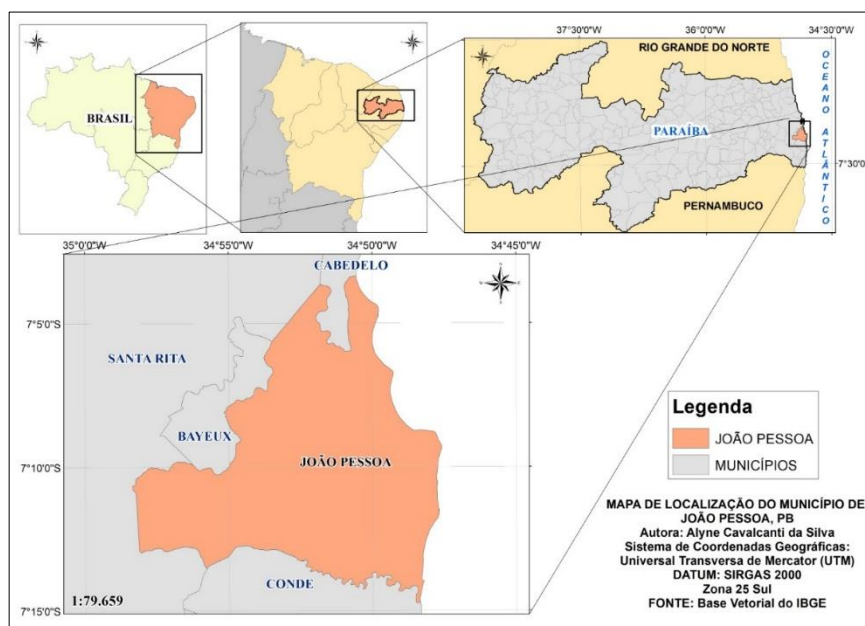 BRASIL
37°30'0"W
36°0'0"W
34°30'0"W
RIO GRANDE DO NORTE
OCEANO ATLÂNTICO
PARAÍBA
7°30'0"S
PERNAMBUCO
35°0'0"W
34°55'0"W
34°50'0"W
34°45'0"W
CABEDELO
7°5'0"S
SANTA RITA
BAYEUX
JOÃO PESSOA
7°10'0"S
CONDE
1:79.659
7°15'0"S
Legenda
JOÃO PESSOA
MUNICÍPIOS
MAPA DE LOCALIZAÇÃO DO MUNICÍPIO DE
JOÃO PESSOA, PB
Autora: Alyne Cavalcanti da Silva
Sistema de Coordenadas Geográficas:
Universal Transversa de Mercator (UTM)
DATUM: SIRGAS 2000
Zona 25 Sul
FONTE: Base Vetorial do IBGE